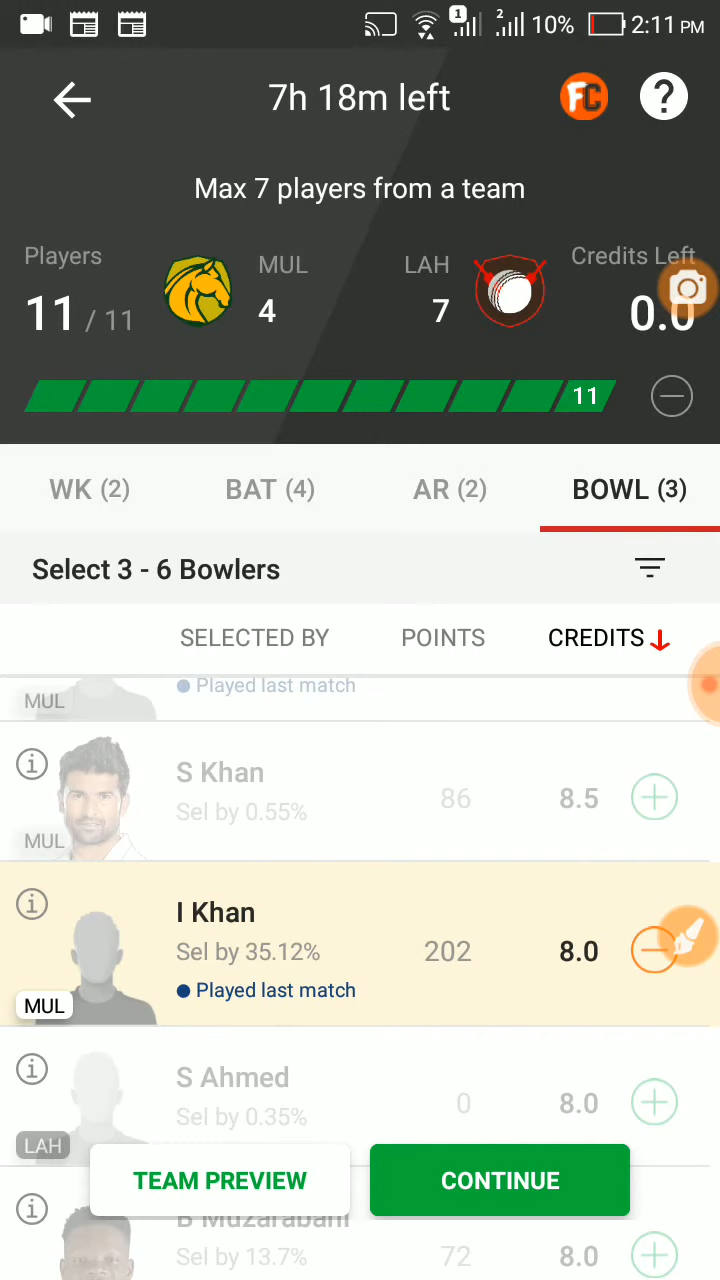 1 2 10% 2:11 PM
7h 18m left FC ?
Max 7 players from a team
Players MUL LAH Credits Left
11 / 11 4 7 0.0
11
WK (2) BAT (4) AR (2) BOWL (3)
Select 3 - 6 Bowlers
SELECTED BY POINTS CREDITS
MUL Played last match
S Khan
Sel by 0.55% 86 8.5
MUL
I Khan
Sel by 35.12% 202 8.0
Played last match
MUL
S Ahmed
Sel by 0.35% 0 8.0
LAH
TEAM PREVIEW CONTINUE
B Muzarabani
Sel by 13.7% 72 8.0